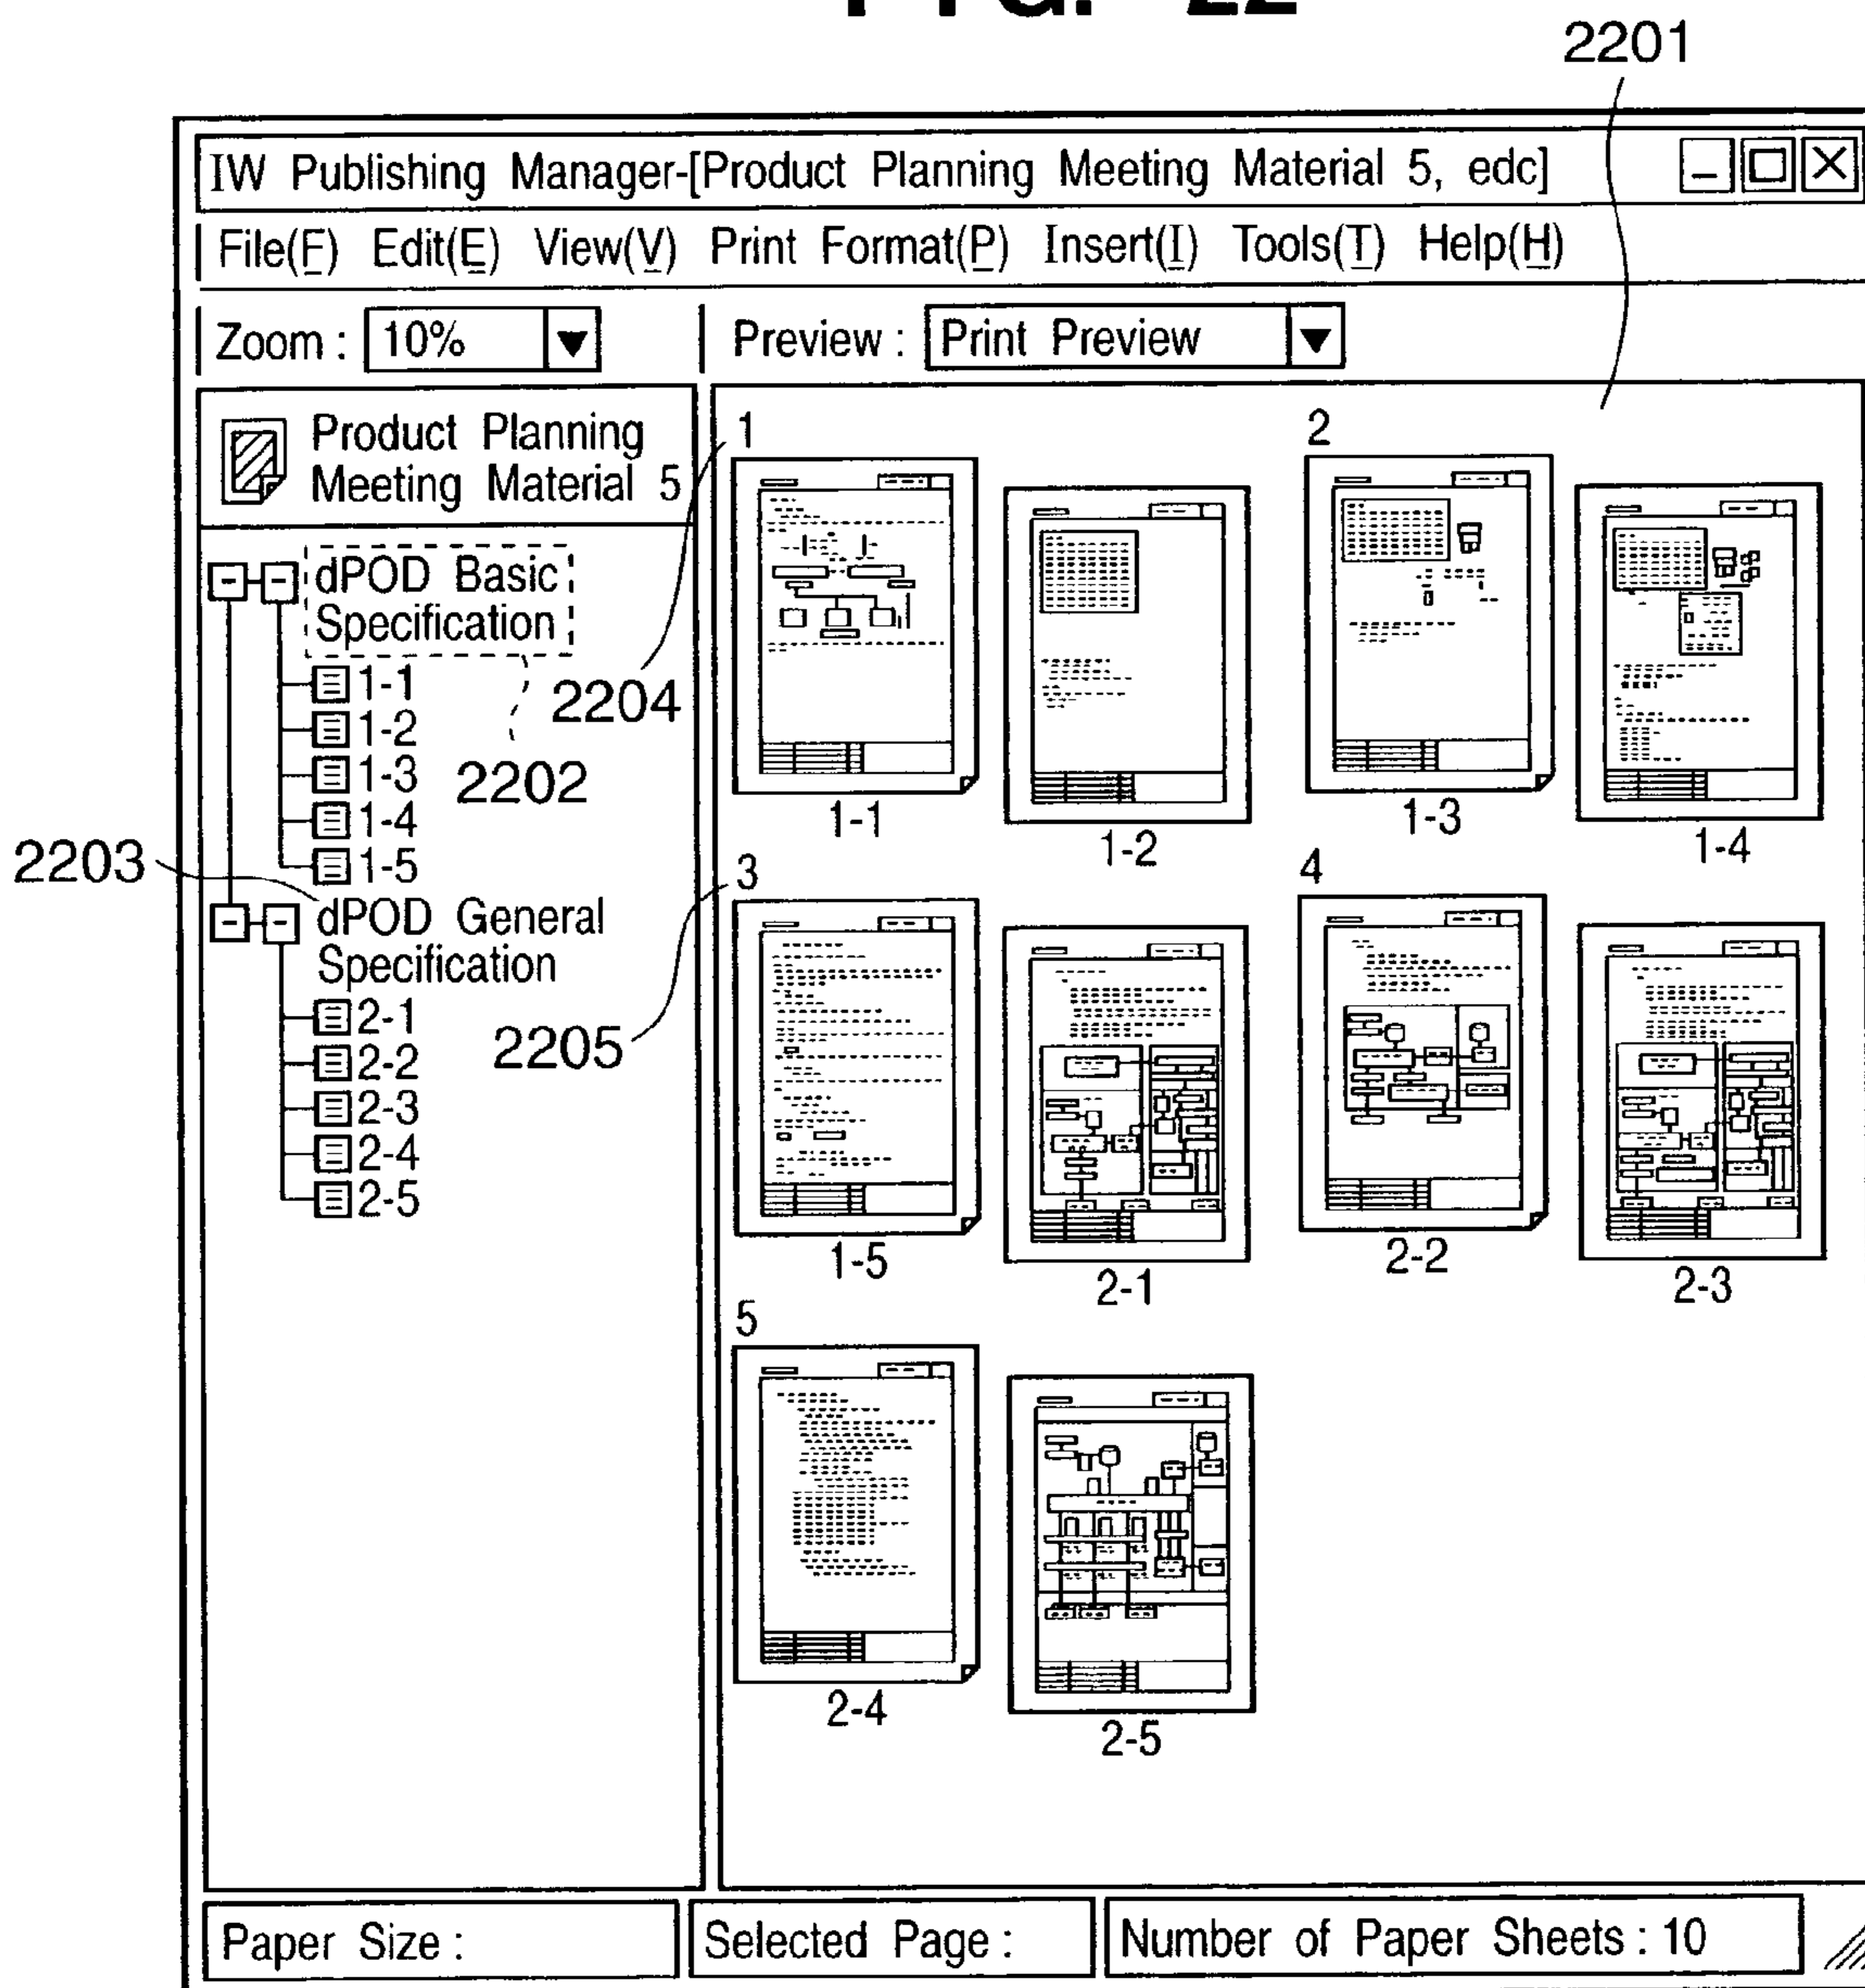 FIG. 22
2201
IW Publishing Manager-[Product Planning Meeting Material 5, edc]
File(F) Edit(E) View(V) Print Format(P) Insert(I) Tools(T) Help(H)
Zoom : 10% Preview : Print Preview
Product Planning
Meeting Material 5
dPOD Basic
Specification
1-1
1-2
1-3
1-4
1-5
2202
2203
dPOD General
Specification
2-1
2-2
2-3
2-4
2-5
2204
2205
1 2
1-1 1-2 1-3 1-4
3 4
1-5 2-1 2-2 2-3
5
2-4 2-5
Paper Size : Selected Page : Number of Paper Sheets : 10